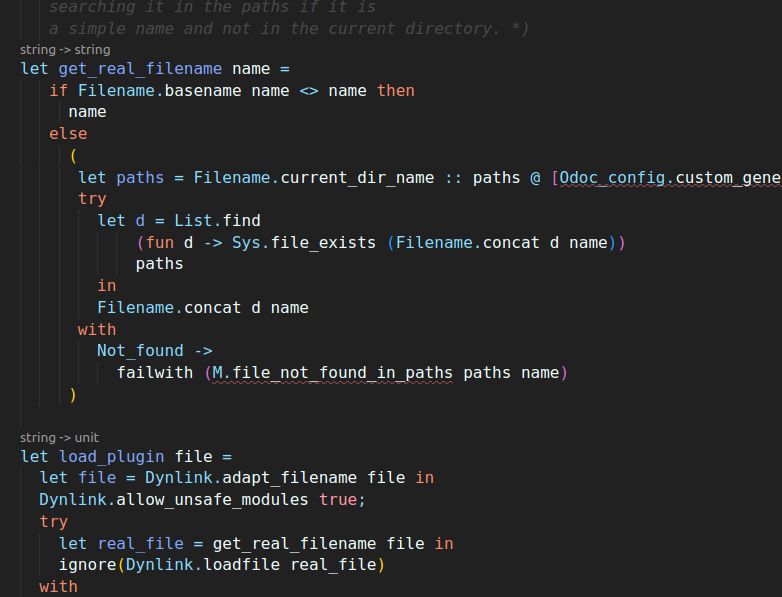 searching it in the paths if it is
a simple name and not in the current directory. *)
string -> string
let get_real_filename name =
if Filename.basename name <> name then
name
else
(
let paths = Filename.current_dir_name :: paths @ [Odoc_config.custom_gene
try
let d = List.find
(fun d -> Sys.file_exists (Filename.concat d name))
paths
in
Filename.concat d name
with
Not_found ->
failwith (M.file_not_found_in_paths paths name)
)
string -> unit
let load_plugin file =
let file = Dynlink.adapt_filename file in
Dynlink.allow_unsafe_modules true;
try
let real_file = get_real_filename file in
ignore(Dynlink.loadfile real_file)
with